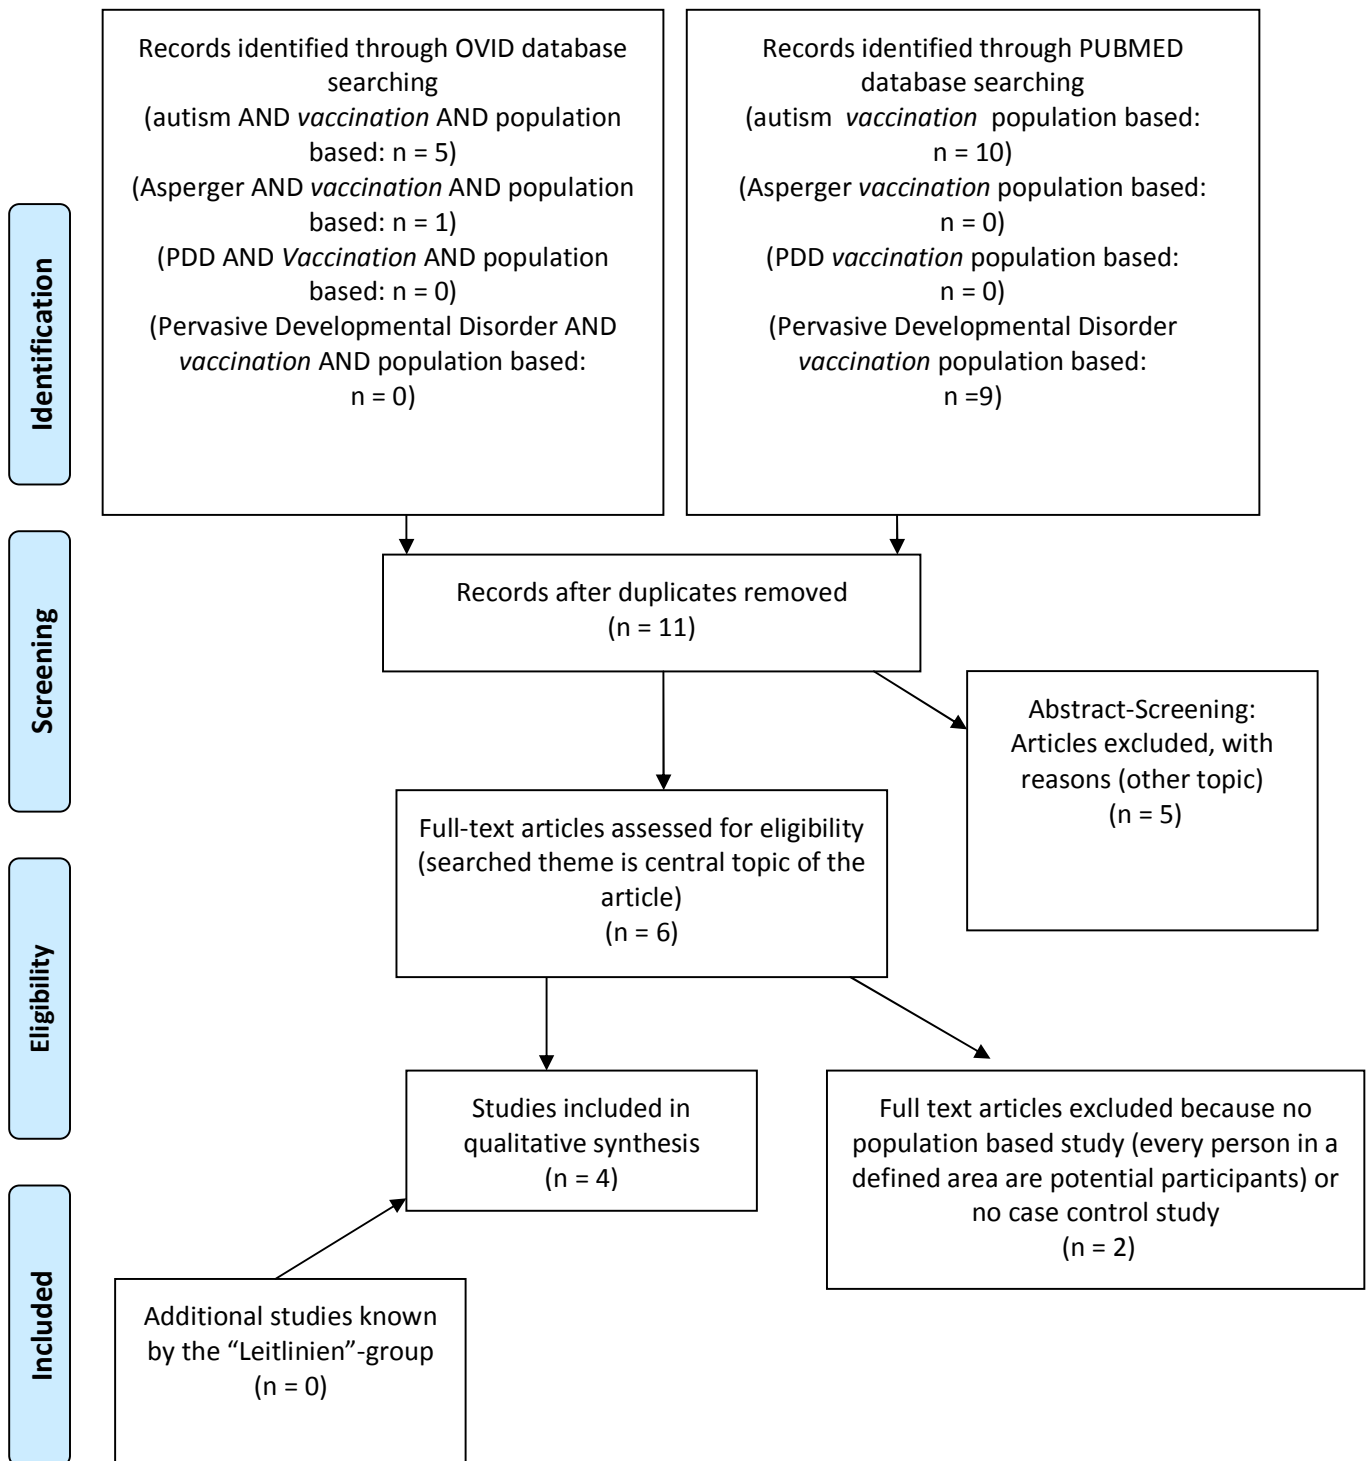 Records identified through OVID database
searching
(autism AND vaccination AND population
based: n = 5)
(Asperger AND vaccination AND population
based: n = 1)
(PDD AND Vaccination AND population
based: n = 0)
(Pervasive Developmental Disorder AND
vaccination AND population based:
n = 0)
Records identified through PUBMED
database searching
(autism vaccination population based:
n = 10)
(Asperger vaccination population based:
n = 0)
(PDD vaccination population based:
n = 0)
(Pervasive Developmental Disorder
vaccination population based:
n =9)
Identification
Records after duplicates removed
(n = 11)
Screening
Abstract-Screening:
Articles excluded, with
reasons (other topic)
(n = 5)
Full-text articles assessed for eligibility
(searched theme is central topic of the
article)
(n = 6)
Eligibility
Studies included in
qualitative synthesis
(n = 4)
Full text articles excluded because no
population based study (every person in a
defined area are potential participants) or
no case control study
(n = 2)
Included
Additional studies known
by the “Leitlinien”-group
(n = 0)